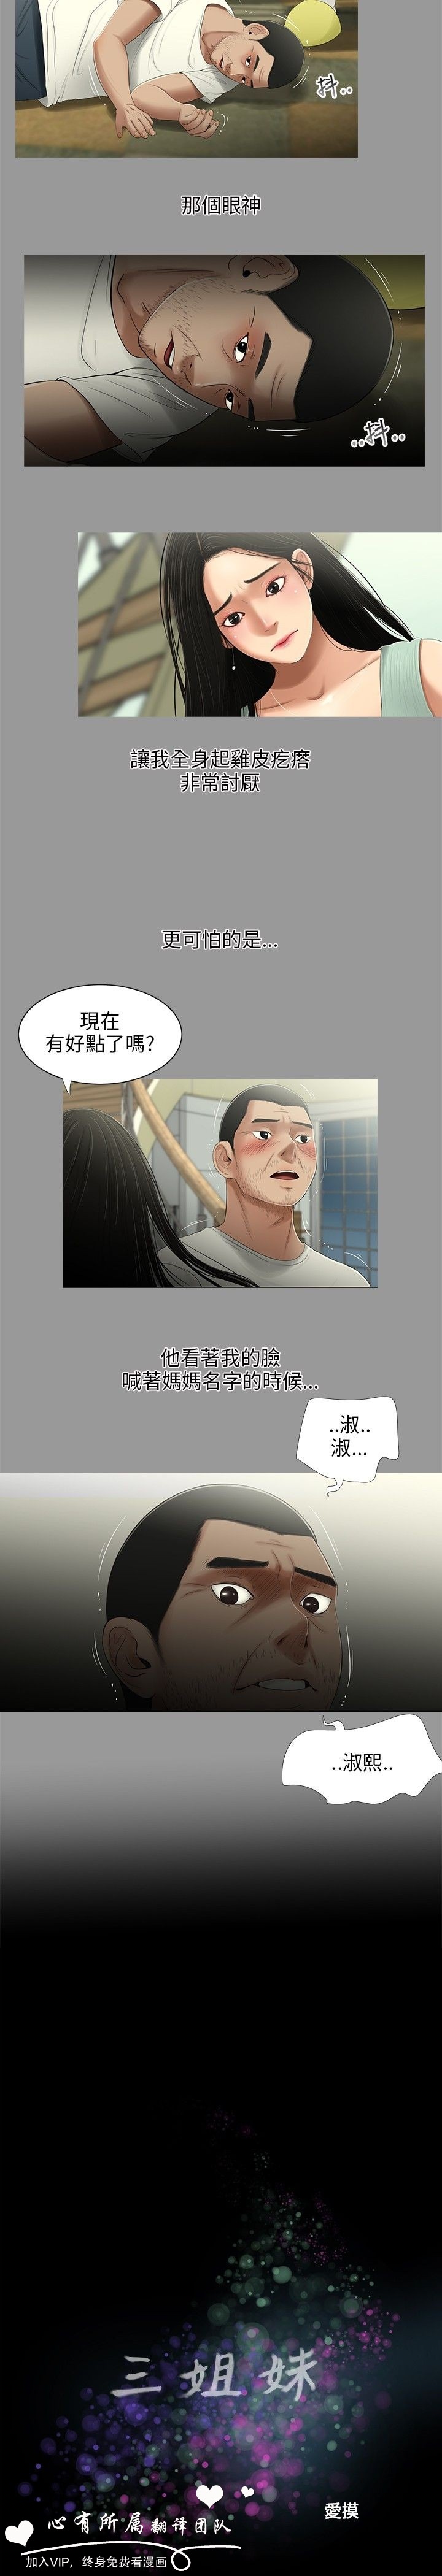 抖..
那個眼神
..抖..
讓我全身起雞皮疙瘩
非常討厭
更可怕的是...
現在
有好點了嗎?
他看著我的臉
喊著媽媽名字的時候...
..淑..
淑...
..淑熙..
三姐妹
愛摸
心有所属翻译团队
加入VIP，终身免费看漫画